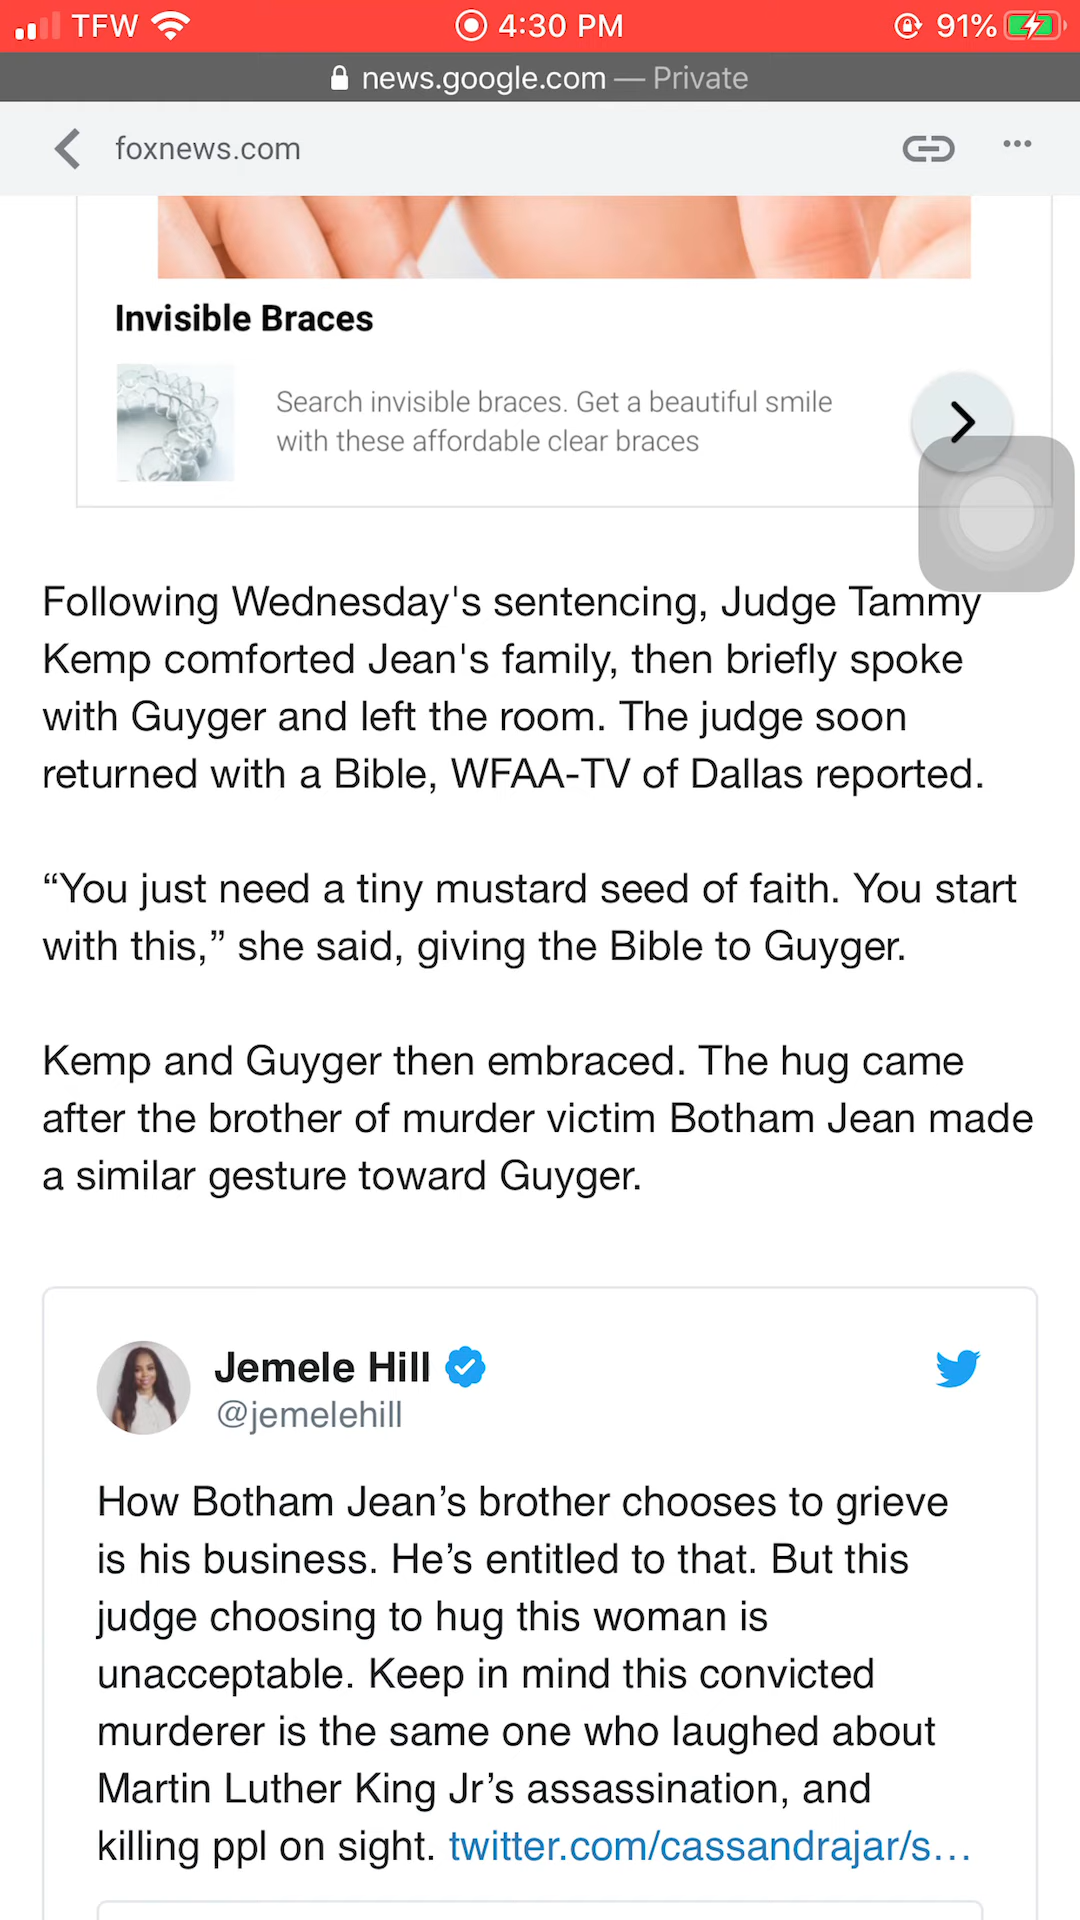 TFW 4:30 PM 91%
news.google.com — Private
foxnews.com
Invisible Braces
Search invisible braces. Get a beautiful smile
with these affordable clear braces
Following Wednesday's sentencing, Judge Tammy
Kemp comforted Jean's family, then briefly spoke
with Guyger and left the room. The judge soon
returned with a Bible, WFAA-TV of Dallas reported.
“You just need a tiny mustard seed of faith. You start
with this,” she said, giving the Bible to Guyger.
Kemp and Guyger then embraced. The hug came
after the brother of murder victim Botham Jean made
a similar gesture toward Guyger.
Jemele Hill
@jemelehill
How Botham Jean’s brother chooses to grieve
is his business. He’s entitled to that. But this
judge choosing to hug this woman is
unacceptable. Keep in mind this convicted
murderer is the same one who laughed about
Martin Luther King Jr’s assassination, and
killing ppl on sight. twitter.com/cassandrajar/s…